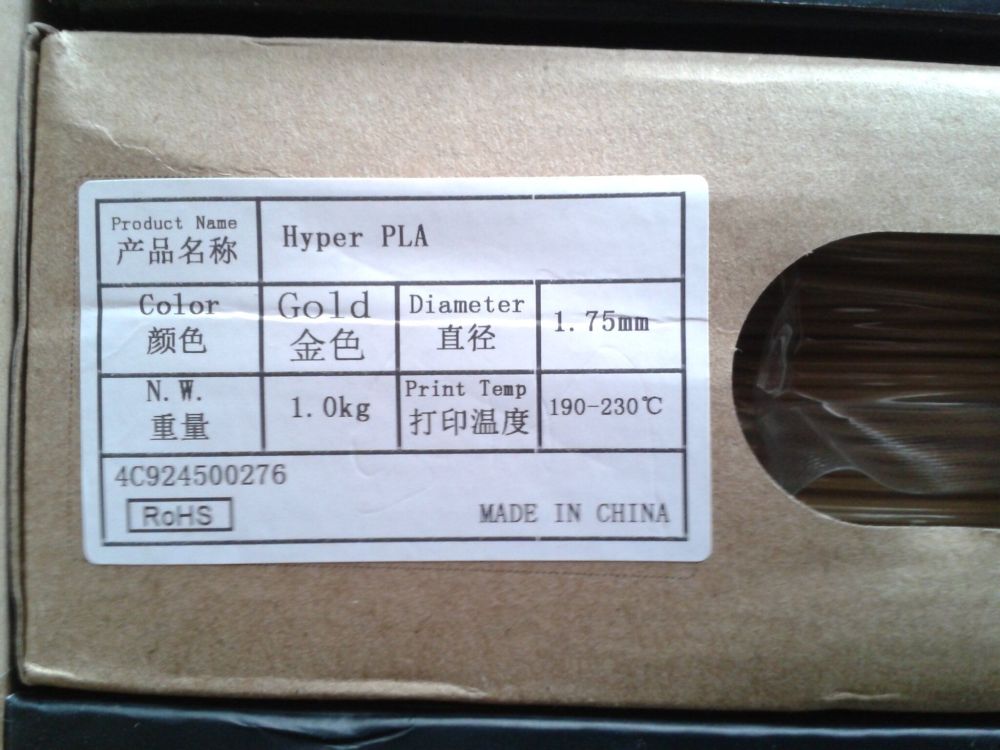 Product Name
产品名称
Hyper PLA
Color
颜色
Gold
金色
Diameter
直径
1.75mm
N.W.
重量
1.0kg
Print Temp
打印温度
190-230℃
4C924500276
RoHS
MADE IN CHINA